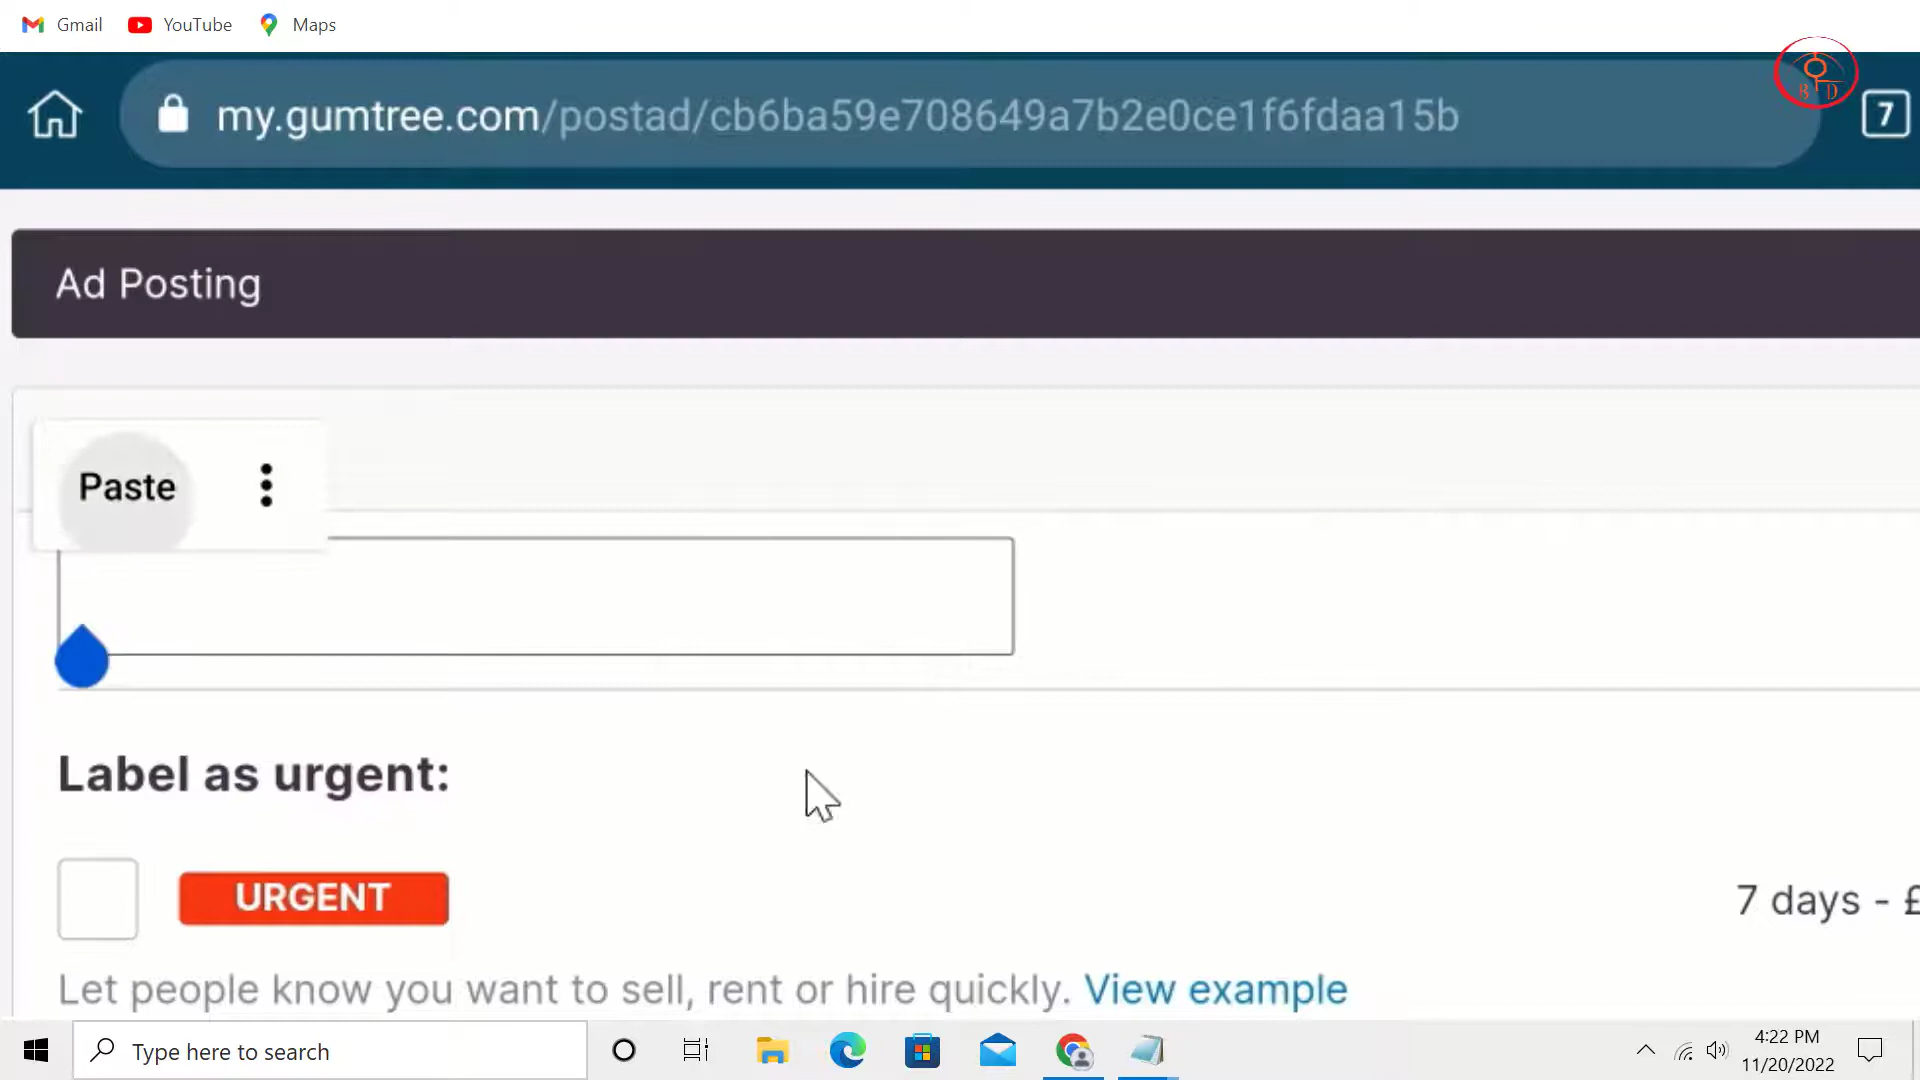 Gmail YouTube Maps
my.gumtree.com/postad/cb6ba59e708649a7b2e0ce1f6fdaa15b
7
B D
Ad Posting
Paste
Label as urgent:
URGENT
7 days - £
Let people know you want to sell, rent or hire quickly. View example
Type here to search
4:22 PM
11/20/2022